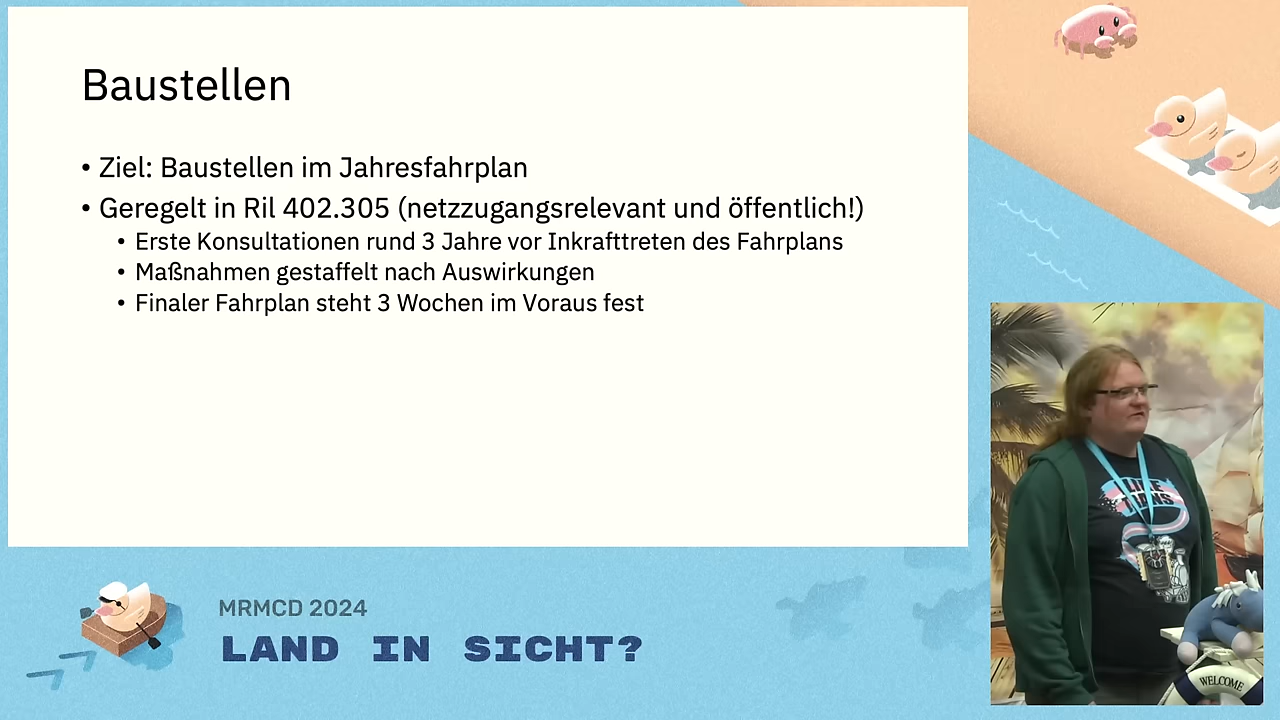 Baustellen
• Ziel: Baustellen im Jahresfahrplan
• Geregelt in Ril 402.305 (netzzugangsrelevant und öffentlich!)
• Erste Konsultationen rund 3 Jahre vor Inkrafttreten des Fahrplans
• Maßnahmen gestaffelt nach Auswirkungen
• Finaler Fahrplan steht 3 Wochen im Voraus fest
MRMCD 2024
LAND IN SICHT?
WELCOME